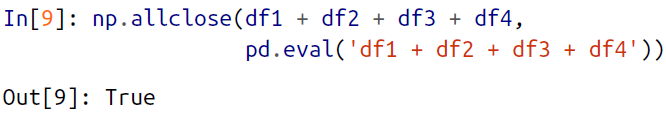 In[9]: np.allclose(df1 + df2 + df3 + df4,
pd.eval('df1 + df2 + df3 + df4'))
Out[9]: True